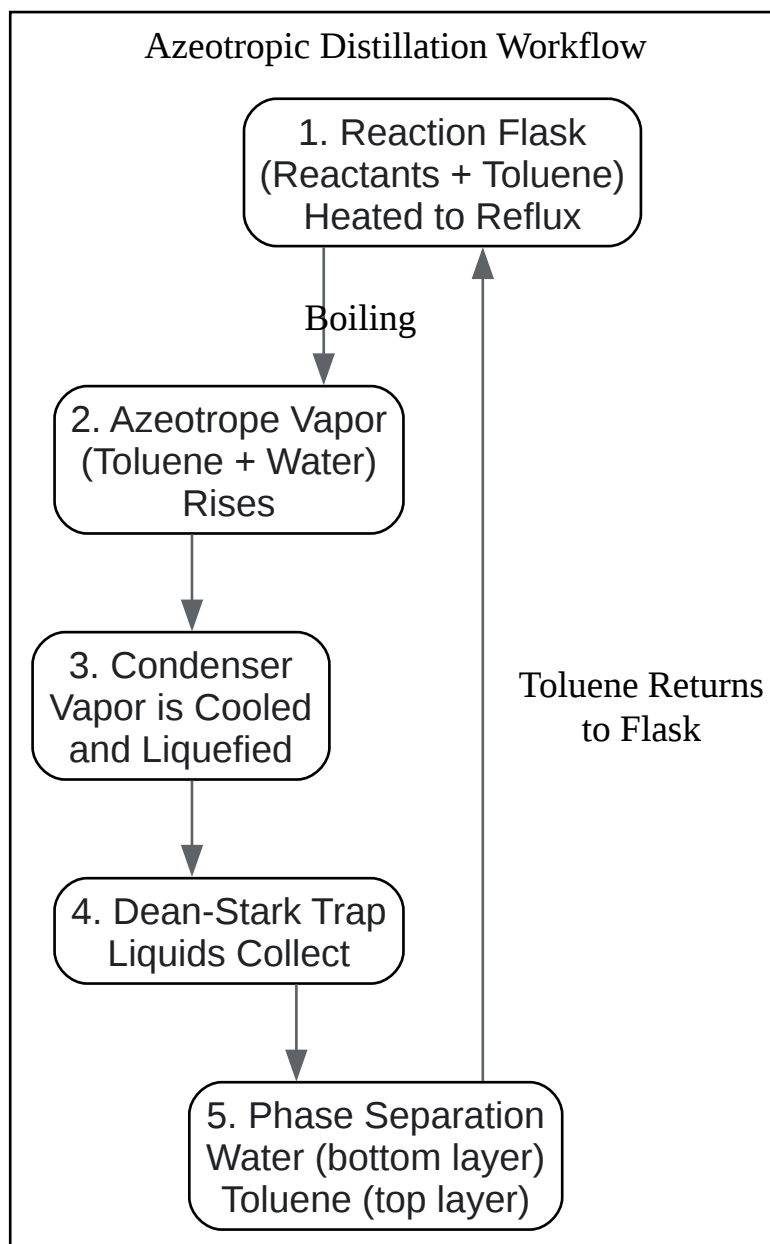 Azeotropic Distillation Workflow
1. Reaction Flask
(Reactants + Toluene)
Heated to Reflux
Boiling
2. Azeotrope Vapor
(Toluene + Water)
Rises
3. Condenser
Vapor is Cooled
and Liquefied
Toluene Returns
to Flask
4. Dean-Stark Trap
Liquids Collect
5. Phase Separation
Water (bottom layer)
Toluene (top layer)